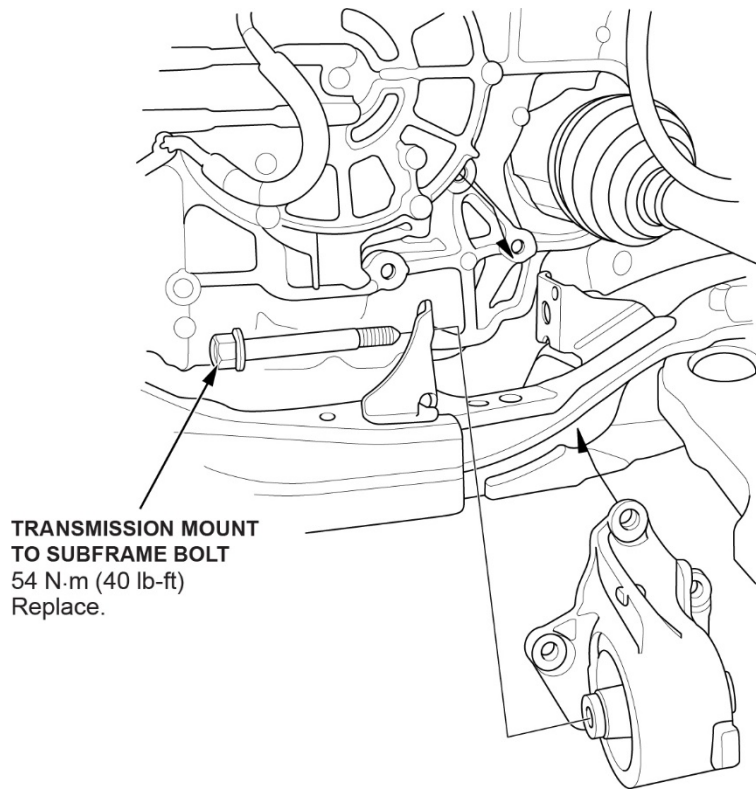 TRANSMISSION MOUNT
TO SUBFRAME BOLT
54 N·m (40 lb-ft)
Replace.